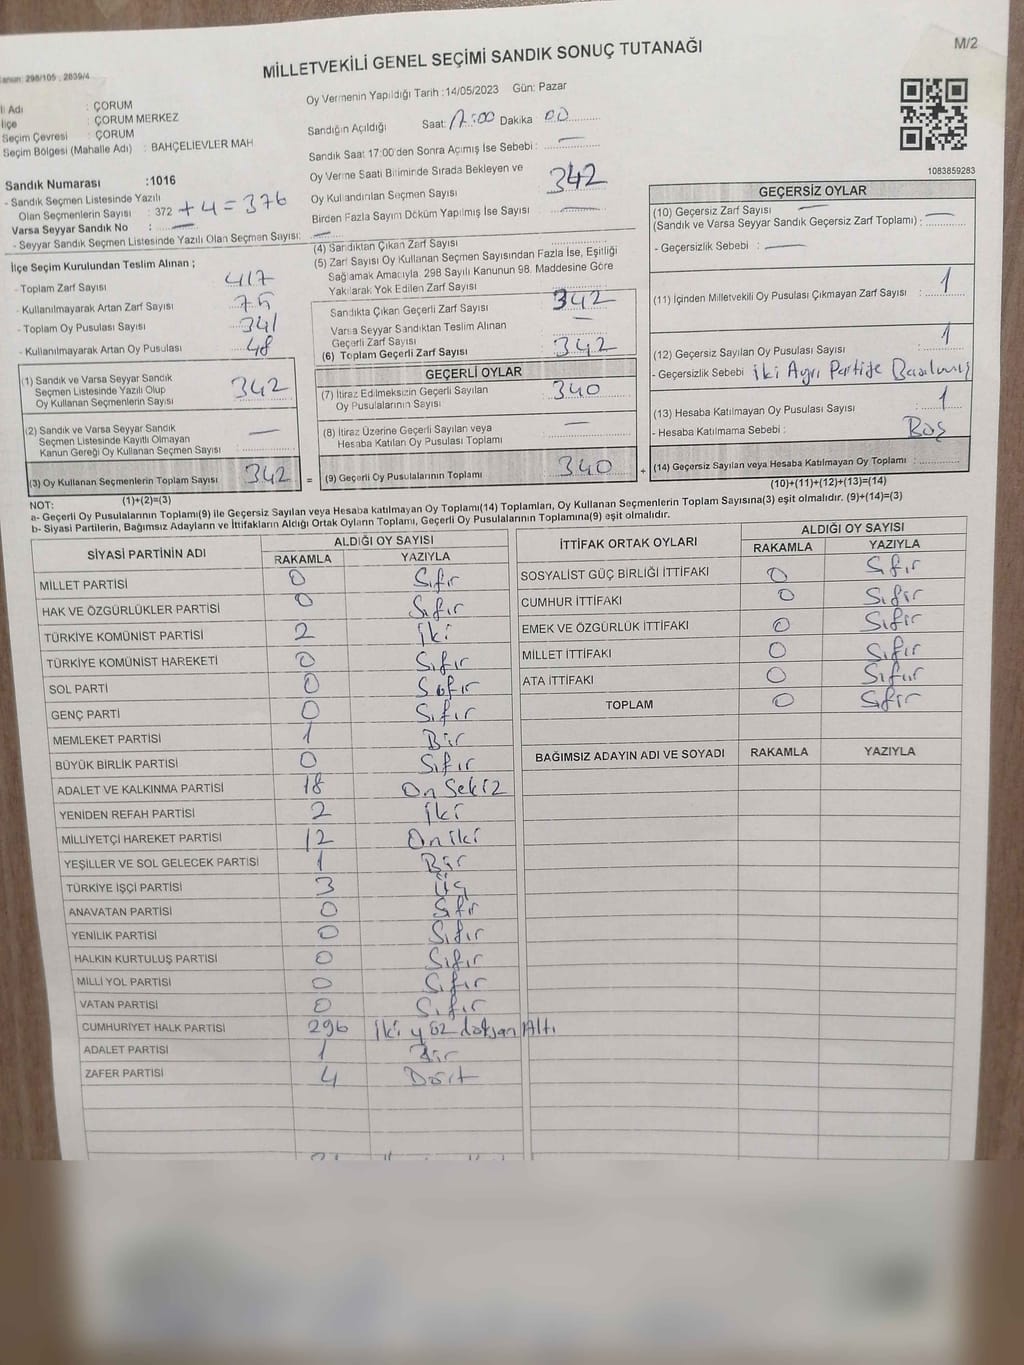 M/2
Kanun: 298/105 , 2839/4
MİLLETVEKİLİ GENEL SEÇİMİ SANDIK SONUÇ TUTANAĞI
İl Adı : ÇORUM
İlçe : ÇORUM MERKEZ
Seçim Çevresi : ÇORUM
Seçim Bölgesi (Mahalle Adı) : BAHÇELİEVLER MAH
Sandık Numarası :1016
- Sandık Seçmen Listesinde Yazılı
Olan Seçmenlerin Sayısı : 372 + 4 = 376
Varsa Seyyar Sandık No : —
- Seyyar Sandık Seçmen Listesinde Yazılı Olan Seçmen Sayısı: —
Oy Vermenin Yapıldığı Tarih :14/05/2023 Gün: Pazar
Sandığın Açıldığı Saat: 17:00 Dakika 00
Sandık Saat 17:00'den Sonra Açımış İse Sebebi : —
Oy Verme Saati Bitiminde Sırada Bekleyen ve
Oy Kullandırılan Seçmen Sayısı 342
Birden Fazla Sayım Döküm Yapılmış İse Sayısı —
1083859283
İlçe Seçim Kurulundan Teslim Alınan ;
- Toplam Zarf Sayısı 417
- Kullanılmayarak Artan Zarf Sayısı 75
- Toplam Oy Pusulası Sayısı 341
- Kullanılmayarak Artan Oy Pusulası 48
(1) Sandık ve Varsa Seyyar Sandık
Seçmen Listesinde Yazılı Olup
Oy Kullanan Seçmenlerin Sayısı 342
(2) Sandık ve Varsa Seyyar Sandık
Seçmen Listesinde Kayıtlı Olmayan
Kanun Gereği Oy Kullanan Seçmen Sayısı —
(3) Oy Kullanan Seçmenlerin Toplam Sayısı 342 =
(1)+(2)=(3)
(4) Sandıktan Çıkan Zarf Sayısı
(5) Zarf Sayısı Oy Kullanan Seçmen Sayısından Fazla İse, Eşitliği
Sağlamak Amacıyla 298 Sayılı Kanunun 98. Maddesine Göre
Yakılarak Yok Edilen Zarf Sayısı
Sandıkta Çıkan Geçerli Zarf Sayısı 342
Varsa Seyyar Sandıktan Teslim Alınan
Geçerli Zarf Sayısı —
(6) Toplam Geçerli Zarf Sayısı 342
GEÇERLİ OYLAR
(7) İtiraz Edilmeksizin Geçerli Sayılan
Oy Pusulalarının Sayısı 340
(8) İtiraz Üzerine Geçerli Sayılan veya
Hesaba Katılan Oy Pusulası Toplamı —
(9) Geçerli Oy Pusulalarının Toplamı 340 +
GEÇERSİZ OYLAR
(10) Geçersiz Zarf Sayısı —
(Sandık ve Varsa Seyyar Sandık Geçersiz Zarf Toplamı) : —
- Geçersizlik Sebebi : —
(11) İçinden Milletvekili Oy Pusulası Çıkmayan Zarf Sayısı : 1
(12) Geçersiz Sayılan Oy Pusulası Sayısı : 1
- Geçersizlik Sebebi İki Ayrı Partiye Basılmış
(13) Hesaba Katılmayan Oy Pusulası Sayısı : 1
- Hesaba Katılmama Sebebi : Boş
(14) Geçersiz Sayılan veya Hesaba Katılmayan Oy Toplamı :
(10)+(11)+(12)+(13)=(14)
NOT:
a- Geçerli Oy Pusulalarının Toplamı(9) ile Geçersiz Sayılan veya Hesaba katılmayan Oy Toplamı(14) Toplamları, Oy Kullanan Seçmenlerin Toplam Sayısına(3) eşit olmalıdır. (9)+(14)=(3)
b- Siyasi Partilerin, Bağımsız Adayların ve İttifakların Aldığı Ortak Oyların Toplamı, Geçerli Oy Pusulalarının Toplamına(9) eşit olmalıdır.
SİYASİ PARTİNİN ADI ALDIĞI OY SAYISI
RAKAMLA YAZIYLA
MİLLET PARTİSİ 0 Sıfır
HAK VE ÖZGÜRLÜKLER PARTİSİ 0 Sıfır
TÜRKİYE KOMÜNİST PARTİSİ 2 İki
TÜRKİYE KOMÜNİST HAREKETİ 0 Sıfır
SOL PARTİ 0 Sıfır
GENÇ PARTİ 0 Sıfır
MEMLEKET PARTİSİ 1 Bir
BÜYÜK BİRLİK PARTİSİ 0 Sıfır
ADALET VE KALKINMA PARTİSİ 18 On Sekiz
YENİDEN REFAH PARTİSİ 2 İki
MİLLİYETÇİ HAREKET PARTİSİ 12 On iki
YEŞİLLER VE SOL GELECEK PARTİSİ 1 Bir
TÜRKİYE İŞÇİ PARTİSİ 3 Üç
ANAVATAN PARTİSİ 0 Sıfır
YENİLİK PARTİSİ 0 Sıfır
HALKIN KURTULUŞ PARTİSİ 0 Sıfır
MİLLİ YOL PARTİSİ 0 Sıfır
VATAN PARTİSİ 0 Sıfır
CUMHURİYET HALK PARTİSİ 296 İki yüz doksan Altı
ADALET PARTİSİ 1 Bir
ZAFER PARTİSİ 4 Dört
İTTİFAK ORTAK OYLARI ALDIĞI OY SAYISI
RAKAMLA YAZIYLA
SOSYALİST GÜÇ BİRLİĞİ İTTİFAKI 0 Sıfır
CUMHUR İTTİFAKI 0 Sıfır
EMEK VE ÖZGÜRLÜK İTTİFAKI 0 Sıfır
MİLLET İTTİFAKI 0 Sıfır
ATA İTTİFAKI 0 Sıfır
TOPLAM 0 Sıfır
BAĞIMSIZ ADAYIN ADI VE SOYADI RAKAMLA YAZIYLA